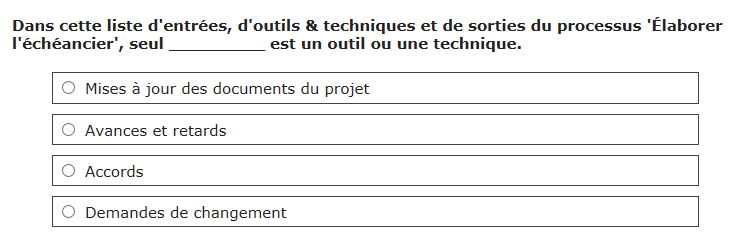 Dans cette liste d'entrées, d'outils & techniques et de sorties du processus 'Élaborer
l'échéancier', seul ___________ est un outil ou une technique.
Mises à jour des documents du projet
Avances et retards
Accords
Demandes de changement